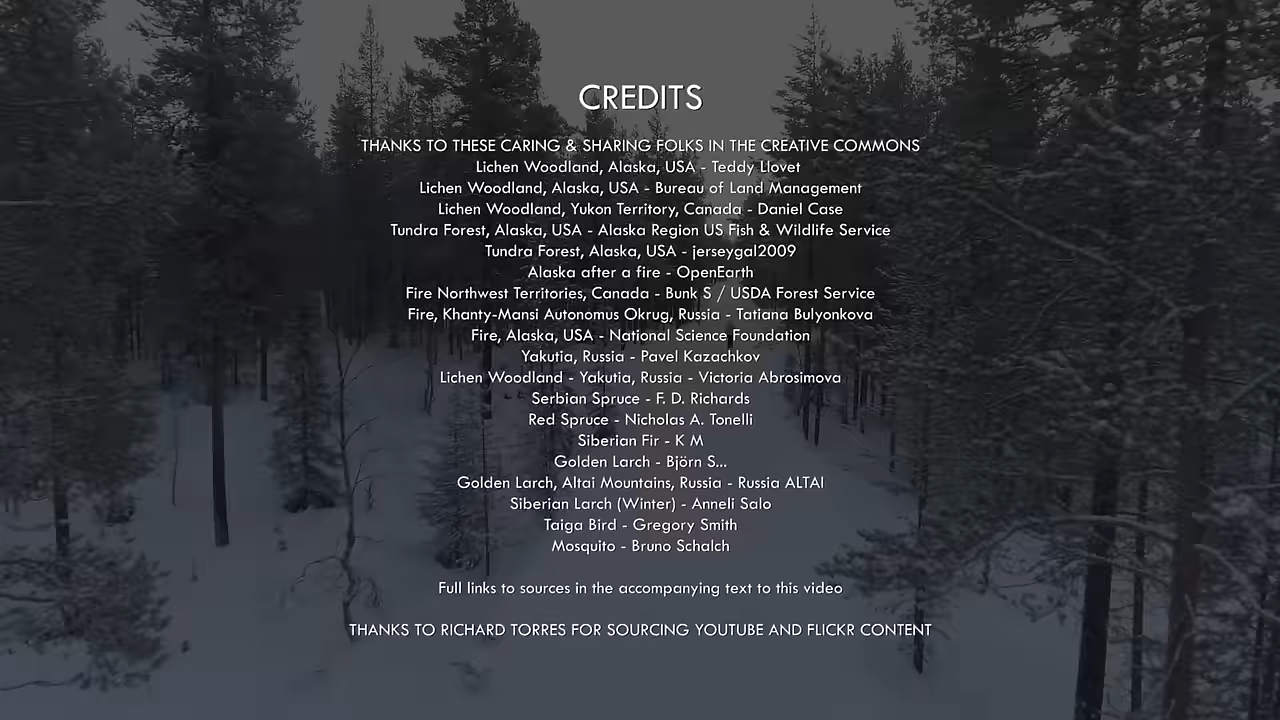 CREDITS
THANKS TO THESE CARING & SHARING FOLKS IN THE CREATIVE COMMONS
Lichen Woodland, Alaska, USA - Teddy Llovet
Lichen Woodland, Alaska, USA - Bureau of Land Management
Lichen Woodland, Yukon Territory, Canada - Daniel Case
Tundra Forest, Alaska, USA - Alaska Region US Fish & Wildlife Service
Tundra Forest, Alaska, USA - jerseygal2009
Alaska after a fire - OpenEarth
Fire Northwest Territories, Canada - Bunk S / USDA Forest Service
Fire, Khanty-Mansi Autonomus Okrug, Russia - Tatiana Bulyonkova
Fire, Alaska, USA - National Science Foundation
Yakutia, Russia - Pavel Kazachkov
Lichen Woodland - Yakutia, Russia - Victoria Abrosimova
Serbian Spruce - F. D. Richards
Red Spruce - Nicholas A. Tonelli
Siberian Fir - K M
Golden Larch - Björn S...
Golden Larch, Altai Mountains, Russia - Russia ALTAI
Siberian Larch (Winter) - Anneli Salo
Taiga Bird - Gregory Smith
Mosquito - Bruno Schalch
Full links to sources in the accompanying text to this video
THANKS TO RICHARD TORRES FOR SOURCING YOUTUBE AND FLICKR CONTENT